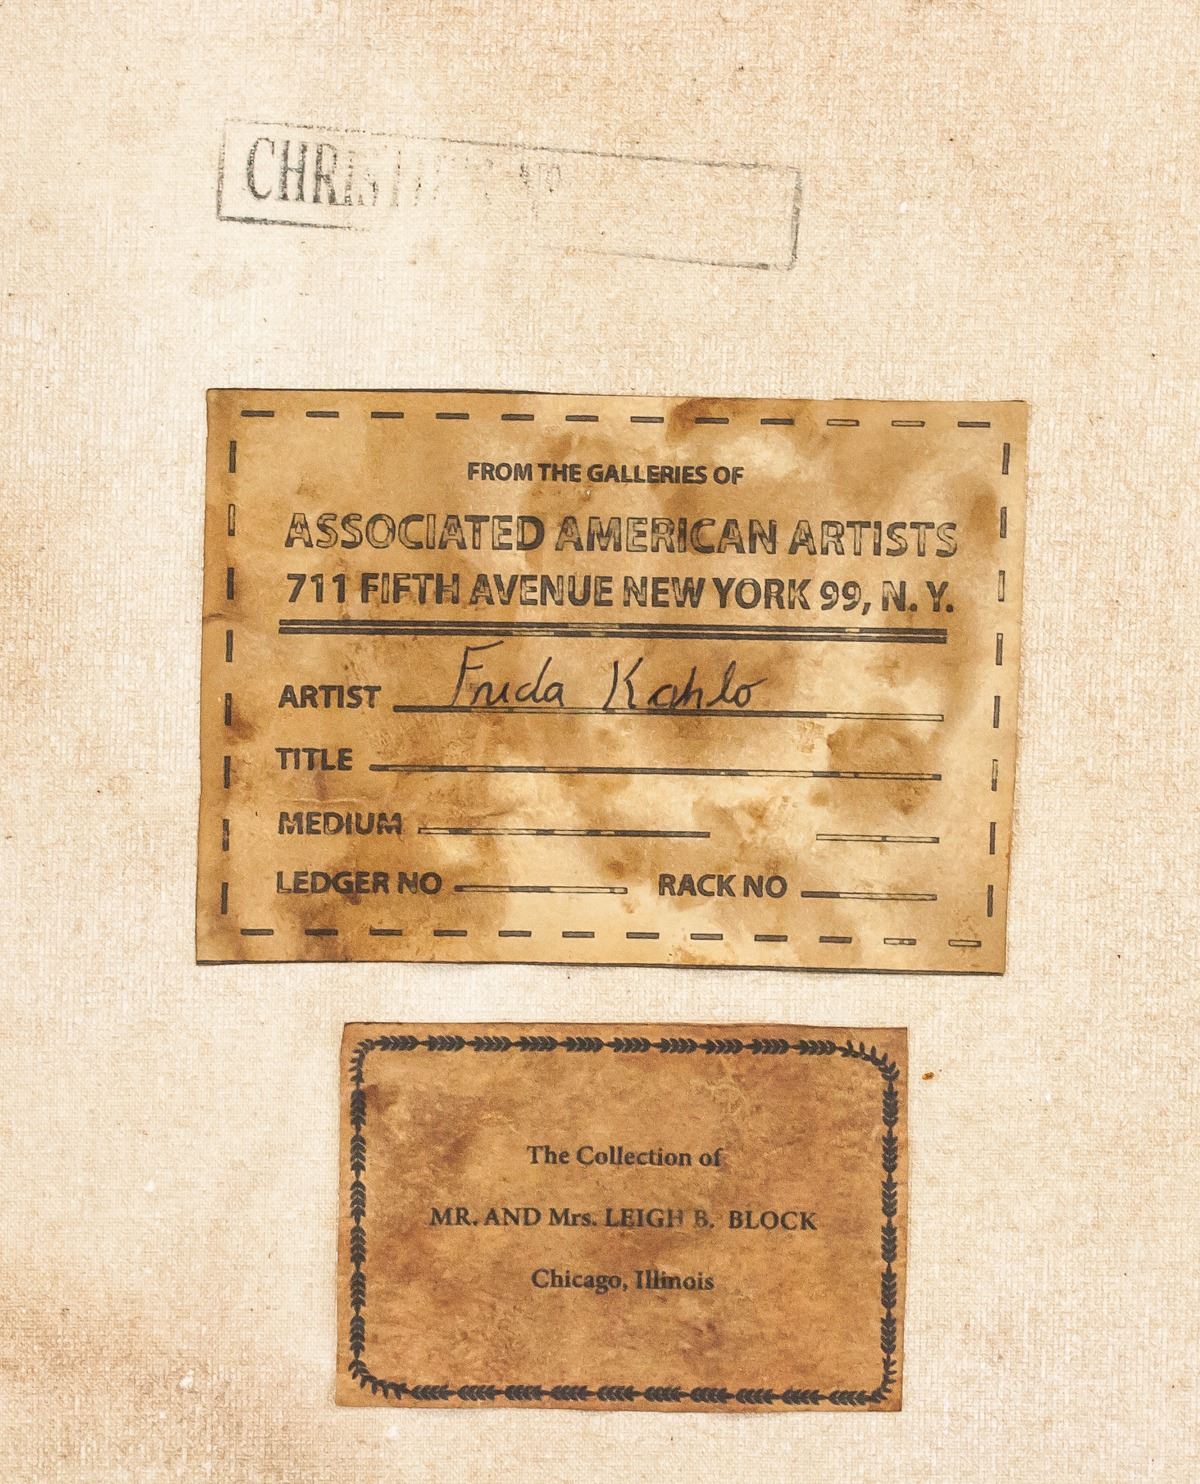 FROM THE GALLERIES OF
ASSOCIATED AMERICAN ARTISTS
711 FIFTH AVENUE NEW YORK 99, N. Y.
ARTIST Frida Kahlo
TITLE
MEDIUM
LEDGER NO RACK NO
The Collection of
MR. AND Mrs. LEIGH B. BLOCK
Chicago, Illinois